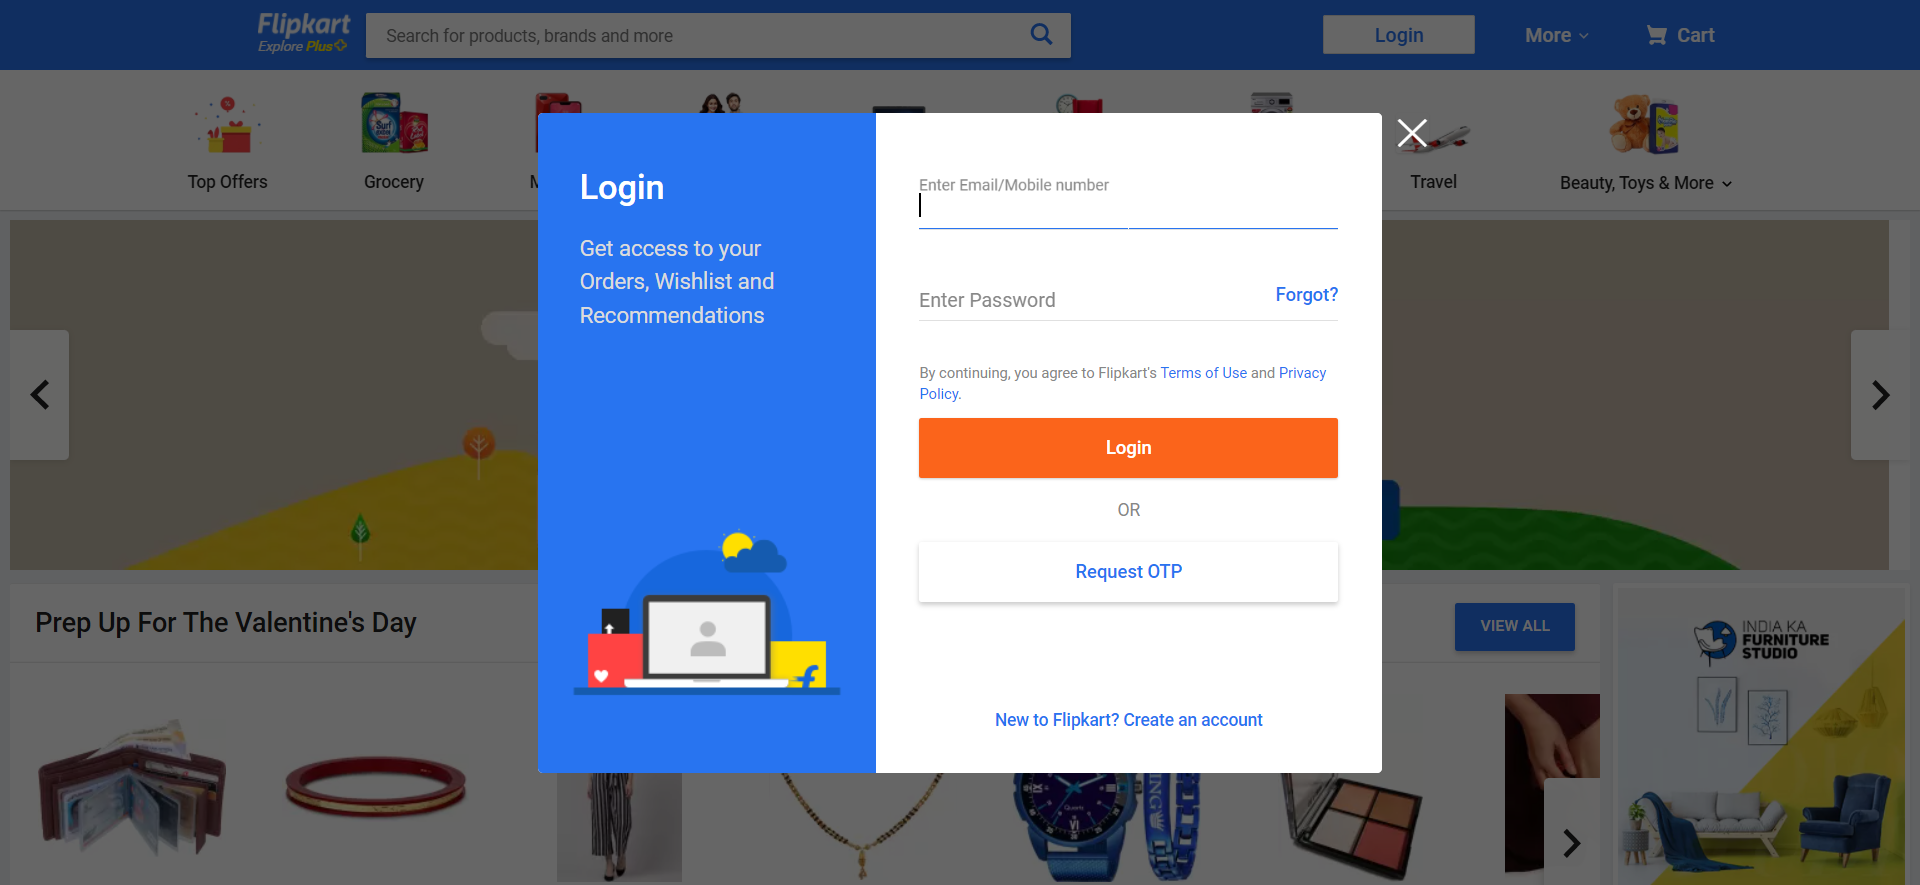 Flipkart
Explore Plus
Search for products, brands and more
Login
More
Cart
Top Offers
Grocery
Travel
Beauty, Toys & More
Login
Get access to your
Orders, Wishlist and
Recommendations
Enter Email/Mobile number
Enter Password
Forgot?
By continuing, you agree to Flipkart's Terms of Use and Privacy
Policy.
Login
OR
Request OTP
New to Flipkart? Create an account
Prep Up For The Valentine's Day
VIEW ALL
INDIA KA
FURNITURE
STUDIO